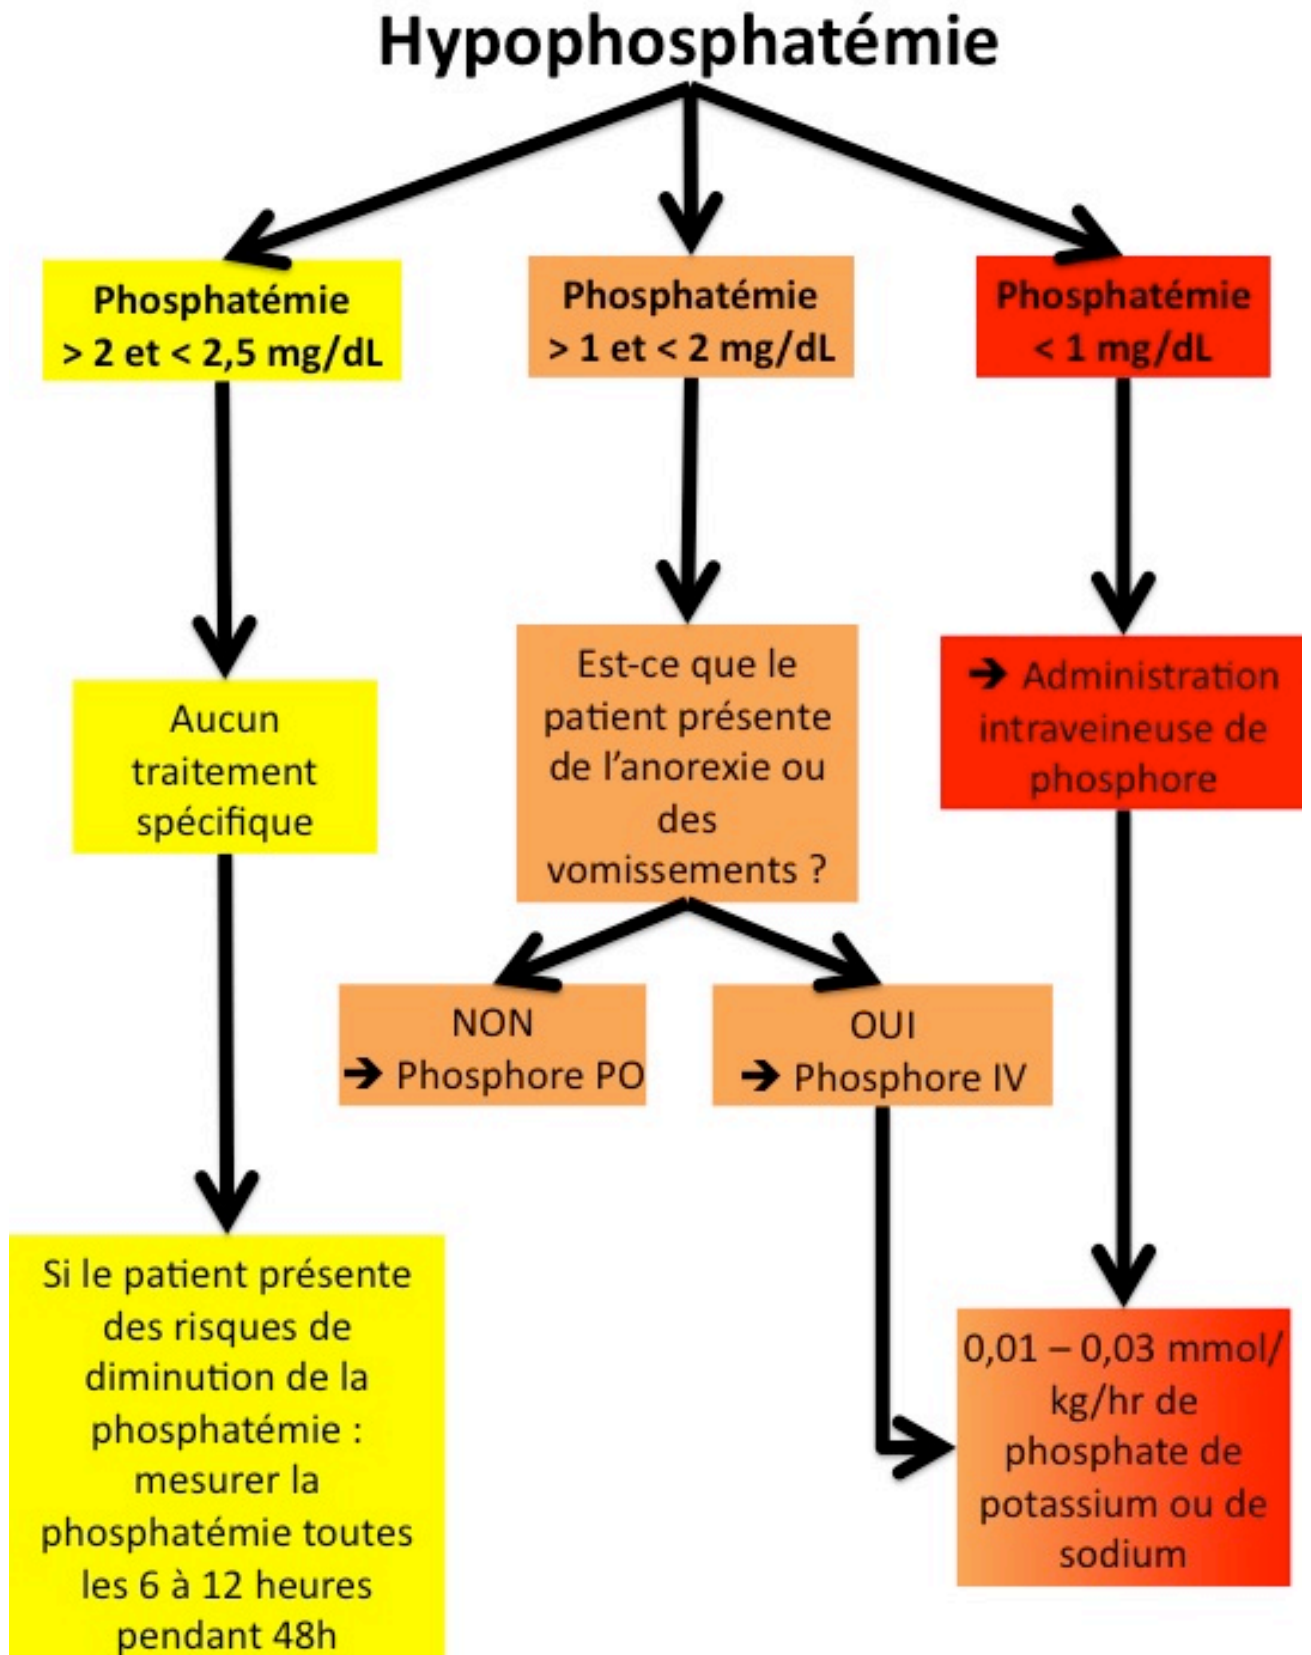 Hypophosphatémie
Phosphatémie
> 2 et < 2,5 mg/dL
Phosphatémie
> 1 et < 2 mg/dL
Phosphatémie
< 1 mg/dL
Aucun
traitement
spécifique
Est-ce que le
patient présente
de l’anorexie ou
des
vomissements ?
➔ Administration
intraveineuse de
phosphore
NON
➔ Phosphore PO
OUI
➔ Phosphore IV
Si le patient présente
des risques de
diminution de la
phosphatémie :
mesurer la
phosphatémie toutes
les 6 à 12 heures
pendant 48h
0,01 – 0,03 mmol/
kg/hr de
phosphate de
potassium ou de
sodium